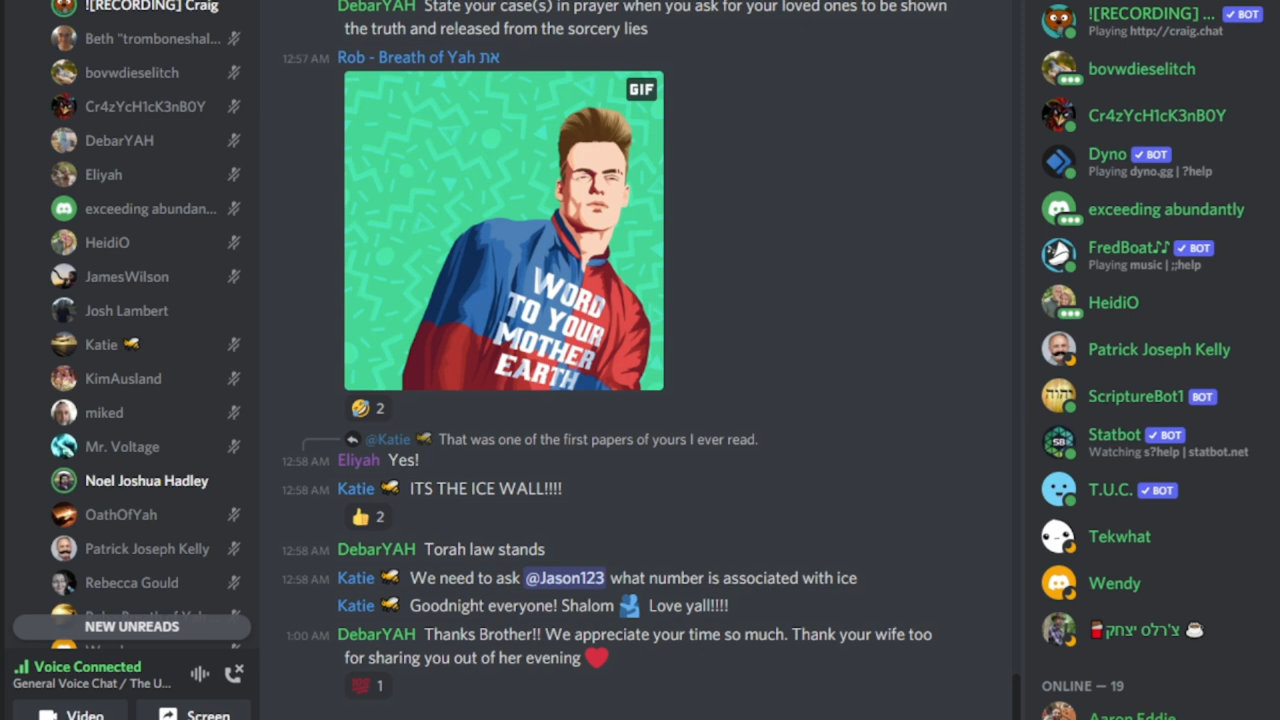 ![RECORDING] Craig
Beth "tromboneshal...
bovwdieselitch
Cr4zYcH1cK3nB0Y
DebarYAH
Eliyah
exceeding abundan...
HeidiO
JamesWilson
Josh Lambert
Katie
KimAusland
miked
Mr. Voltage
Noel Joshua Hadley
OathOfYah
Patrick Joseph Kelly
Rebecca Gould
NEW UNREADS
Voice Connected
General Voice Chat / The U...
Video
Screen
DebarYAH State your case(s) in prayer when you ask for your loved ones to be shown
the truth and released from the sorcery lies
12:57 AM Rob - Breath of Yah את
GIF
WORD
TO YOUR
MOTHER
EARTH
2
@Katie That was one of the first papers of yours I ever read.
12:58 AM Eliyah Yes!
12:58 AM Katie ITS THE ICE WALL!!!!
2
12:58 AM DebarYAH Torah law stands
12:58 AM Katie We need to ask @Jason123 what number is associated with ice
Katie Goodnight everyone! Shalom Love yall!!!!
1:00 AM DebarYAH Thanks Brother!! We appreciate your time so much. Thank your wife too
for sharing you out of her evening
1
![RECORDING] ... BOT
Playing http://craig.chat
bovwdieselitch
Cr4zYcH1cK3nB0Y
Dyno BOT
Playing dyno.gg | ?help
exceeding abundantly
FredBoat♪♪ BOT
Playing music | ;;help
HeidiO
Patrick Joseph Kelly
ScriptureBot1 BOT
Statbot BOT
Watching s?help | statbot.net
T.U.C. BOT
Tekwhat
Wendy
צ'רלס יצחק
ONLINE — 19
Aaron Eddie